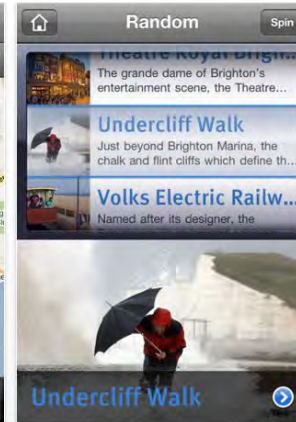 Random
Spin
Theatre Royal Brigh...
The grande dame of Brighton's
entertainment scene, the Theatre...
Undercliff Walk
Just beyond Brighton Marina, the
chalk and flint cliffs which define th...
Volks Electric Railw...
Named after its designer, the
Undercliff Walk